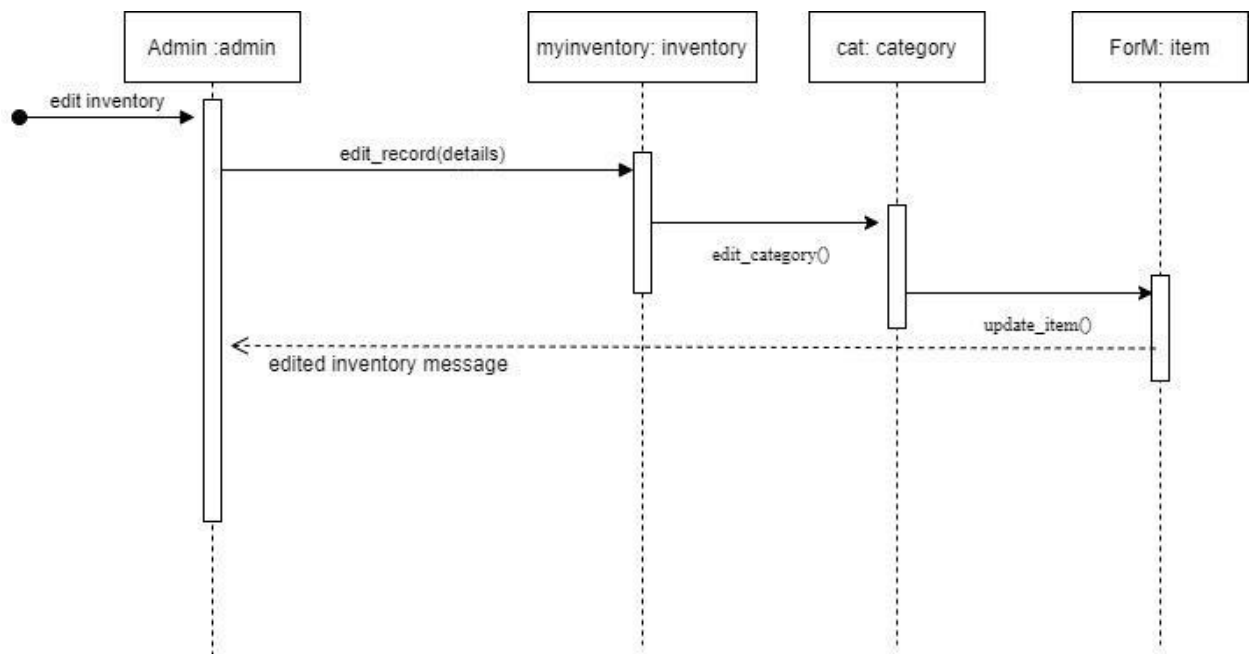 Admin :admin
myinventory: inventory
cat: category
ForM: item
edit inventory
edit_record(details)
edit_category()
update_item()
edited inventory message